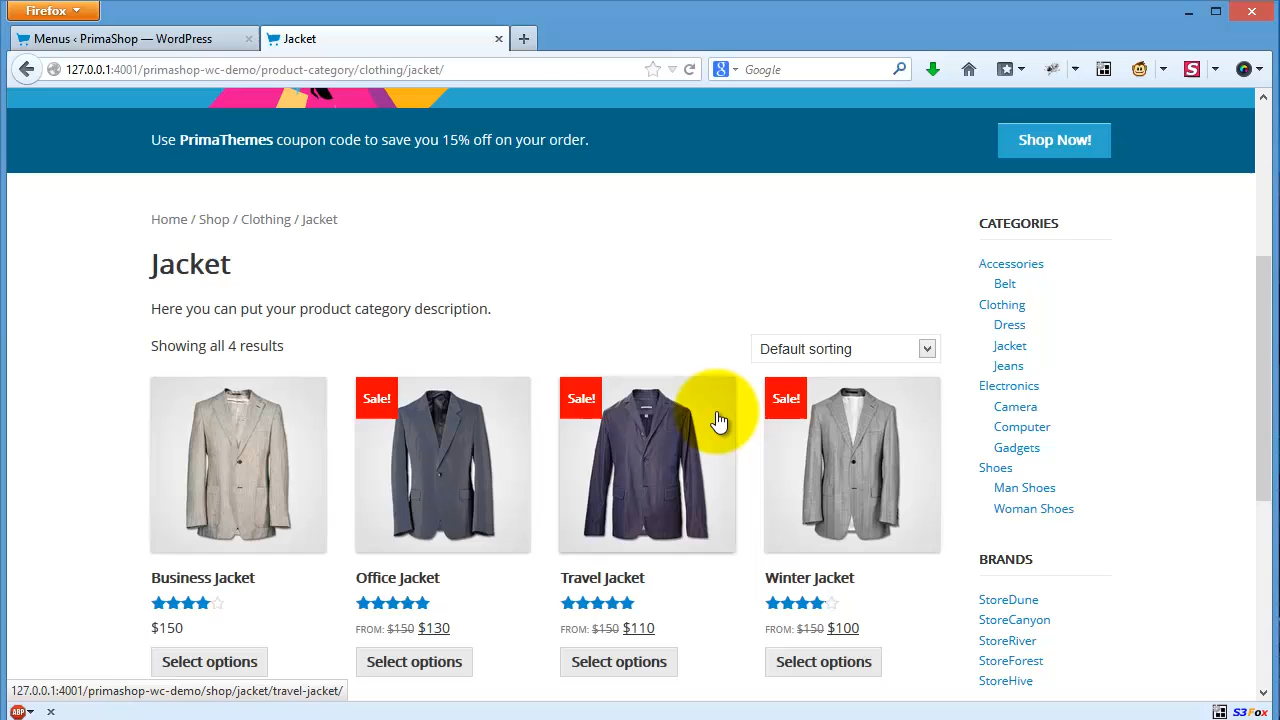 Firefox
Menus ‹ PrimaShop — WordPress
Jacket
127.0.0.1:4001/primashop-wc-demo/product-category/clothing/jacket/
Google
Use PrimaThemes coupon code to save you 15% off on your order.
Shop Now!
Home / Shop / Clothing / Jacket
Jacket
Here you can put your product category description.
Showing all 4 results
Default sorting
Sale!
Sale!
Sale!
Business Jacket
Office Jacket
Travel Jacket
Winter Jacket
$150
FROM: $150 $130
FROM: $150 $110
FROM: $150 $100
Select options
Select options
Select options
Select options
CATEGORIES
Accessories
Belt
Clothing
Dress
Jacket
Jeans
Electronics
Camera
Computer
Gadgets
Shoes
Man Shoes
Woman Shoes
BRANDS
StoreDune
StoreCanyon
StoreRiver
StoreForest
StoreHive
127.0.0.1:4001/primashop-wc-demo/shop/jacket/travel-jacket/
ABP
S3Fox